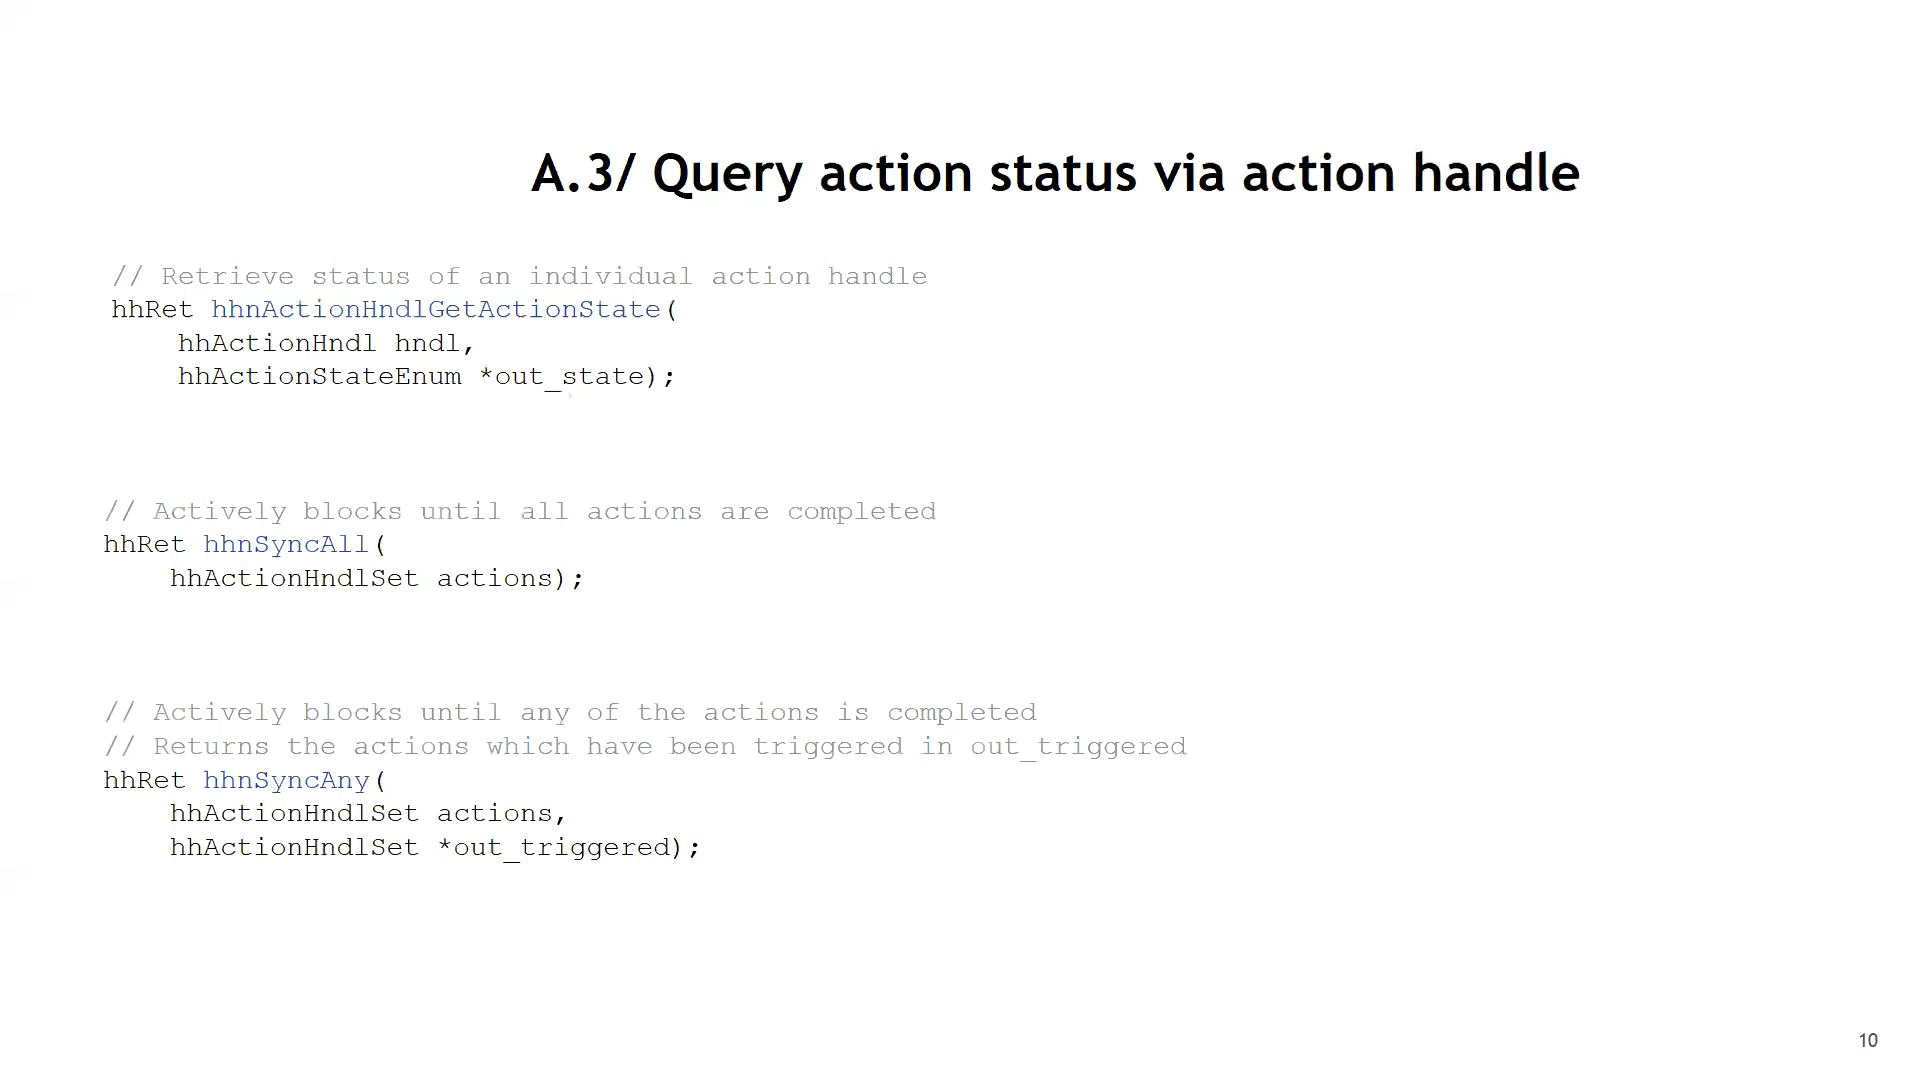 A.3/ Query action status via action handle
// Retrieve status of an individual action handle
hhRet hhnActionHndlGetActionState(
hhActionHndl hndl,
hhActionStateEnum *out_state);
// Actively blocks until all actions are completed
hhRet hhnSyncAll(
hhActionHndlSet actions);
// Actively blocks until any of the actions is completed
// Returns the actions which have been triggered in out_triggered
hhRet hhnSyncAny(
hhActionHndlSet actions,
hhActionHndlSet *out_triggered);
10